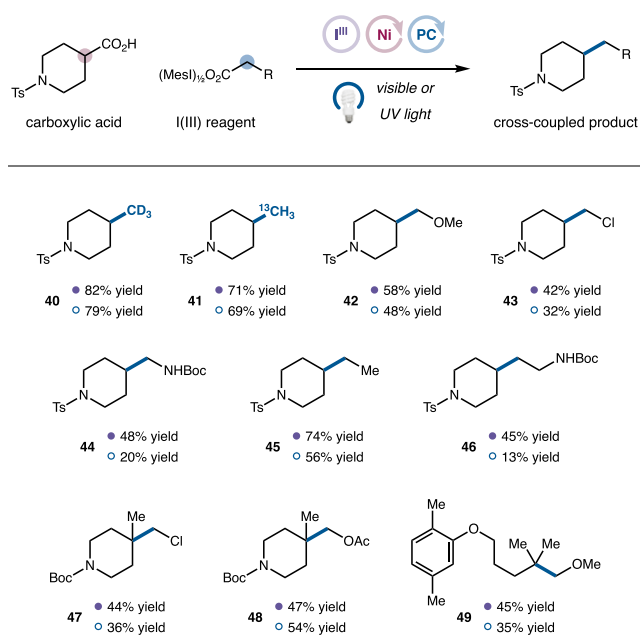 I^III Ni PC
CO₂H
N
Ts
carboxylic acid
(MesI)½O₂C R
I(III) reagent
visible or
UV light
R
N
Ts
cross-coupled product
CD₃
N
Ts
40
82% yield
79% yield
¹³CH₃
N
Ts
41
71% yield
69% yield
OMe
N
Ts
42
58% yield
48% yield
Cl
N
Ts
43
42% yield
32% yield
NHBoc
N
Ts
44
48% yield
20% yield
Me
N
Ts
45
74% yield
56% yield
NHBoc
N
Ts
46
45% yield
13% yield
Me
Cl
N
Boc
47
44% yield
36% yield
Me
OAc
N
Boc
48
47% yield
54% yield
Me
O
Me Me
OMe
Me
49
45% yield
35% yield